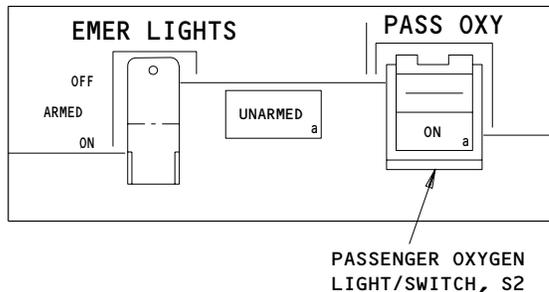 EMER LIGHTS
PASS OXY
OFF
ARMED
ON
UNARMED
a
ON
a
PASSENGER OXYGEN
LIGHT/SWITCH, S2